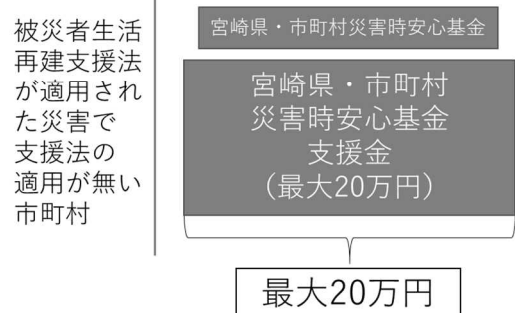 被災者生活
再建支援法
が適用され
た災害で
支援法の
適用が無い
市町村
宮崎県・市町村災害時安心基金
宮崎県・市町村
災害時安心基金
支援金
（最大20万円）
最大20万円